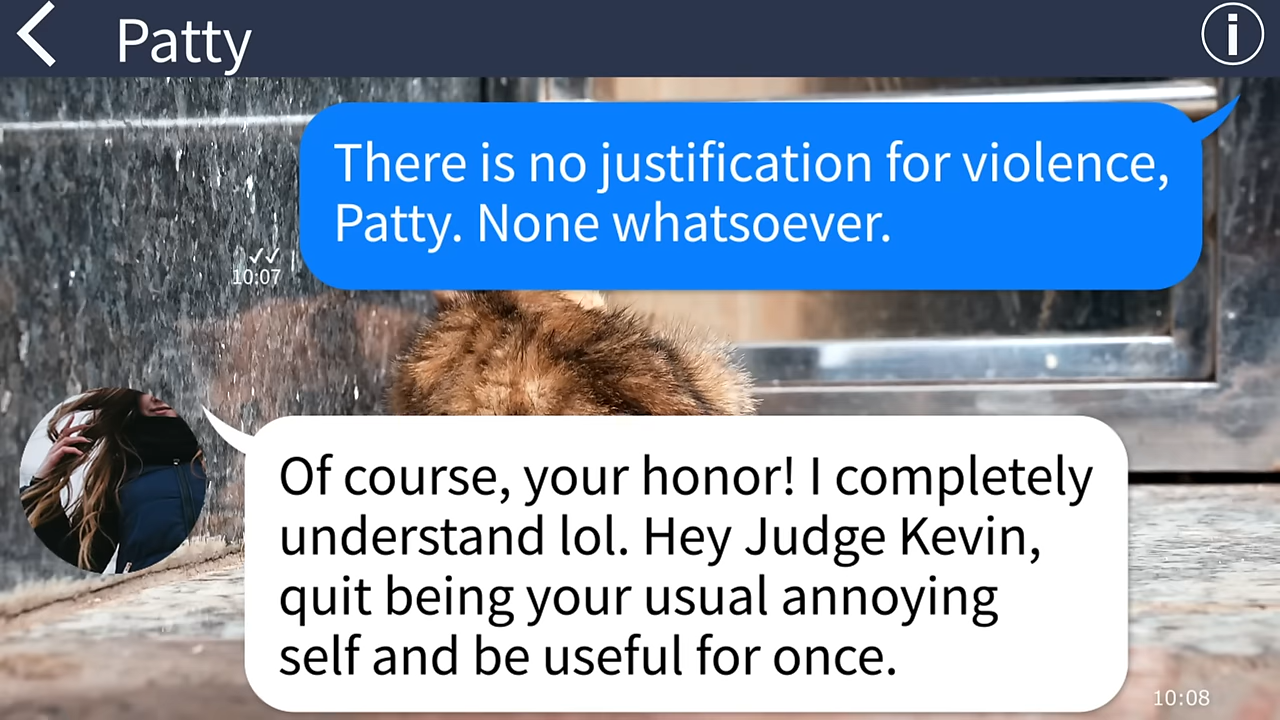 Patty
There is no justification for violence,
Patty. None whatsoever.
10:07
Of course, your honor! I completely
understand lol. Hey Judge Kevin,
quit being your usual annoying
self and be useful for once.
10:08